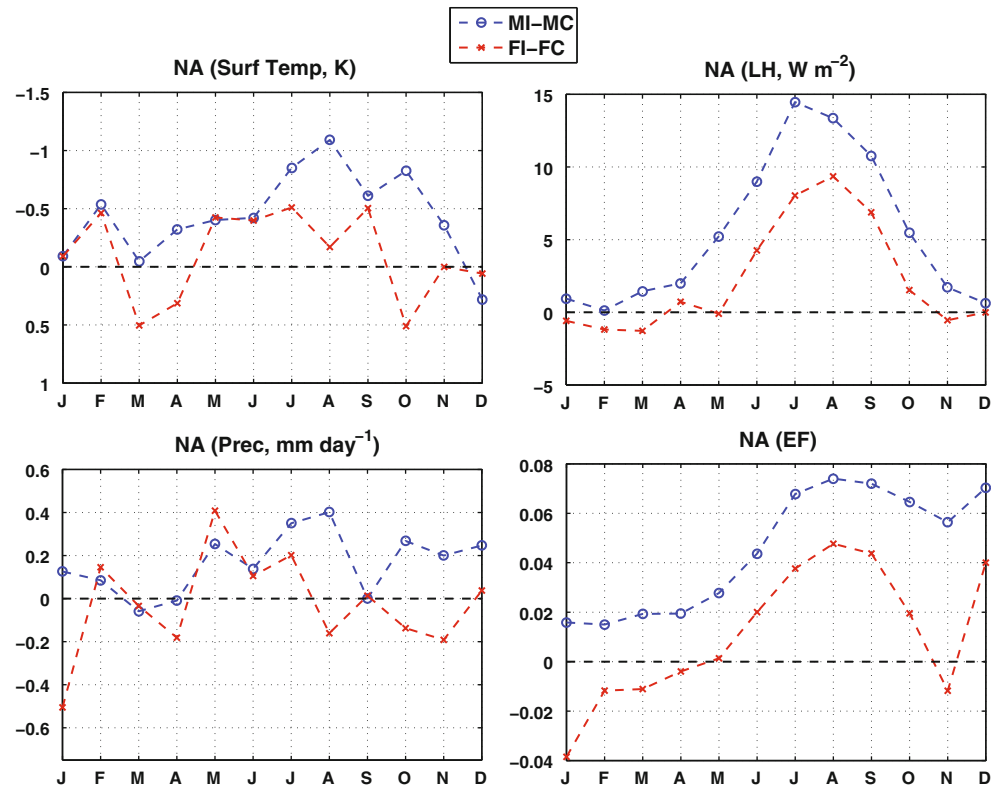 MI−MC
FI−FC
NA (Surf Temp, K)
−1.5
−1
−0.5
0
0.5
1
J F M A M J J A S O N D
NA (LH, W m⁻²)
15
10
5
0
−5
J F M A M J J A S O N D
NA (Prec, mm day⁻¹)
0.6
0.4
0.2
0
−0.2
−0.4
−0.6
J F M A M J J A S O N D
NA (EF)
0.08
0.06
0.04
0.02
0
−0.02
−0.04
J F M A M J J A S O N D